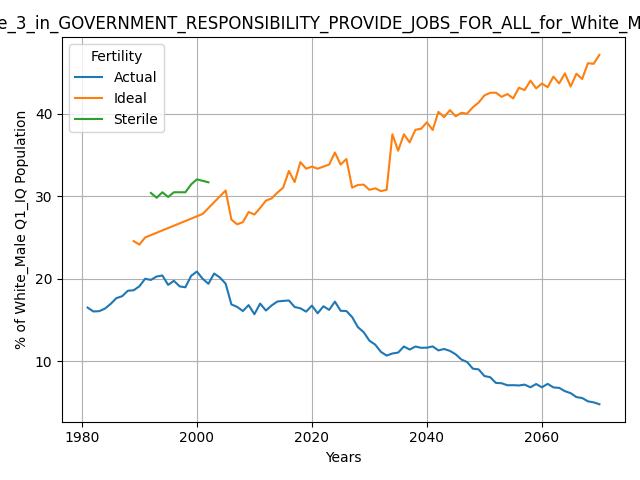 e_3_in_GOVERNMENT_RESPONSIBILITY_PROVIDE_JOBS_FOR_ALL_for_White_M
Fertility
Actual
Ideal
Sterile
% of White_Male Q1_IQ Population
40
30
20
10
1980
2000
2020
2040
2060
Years